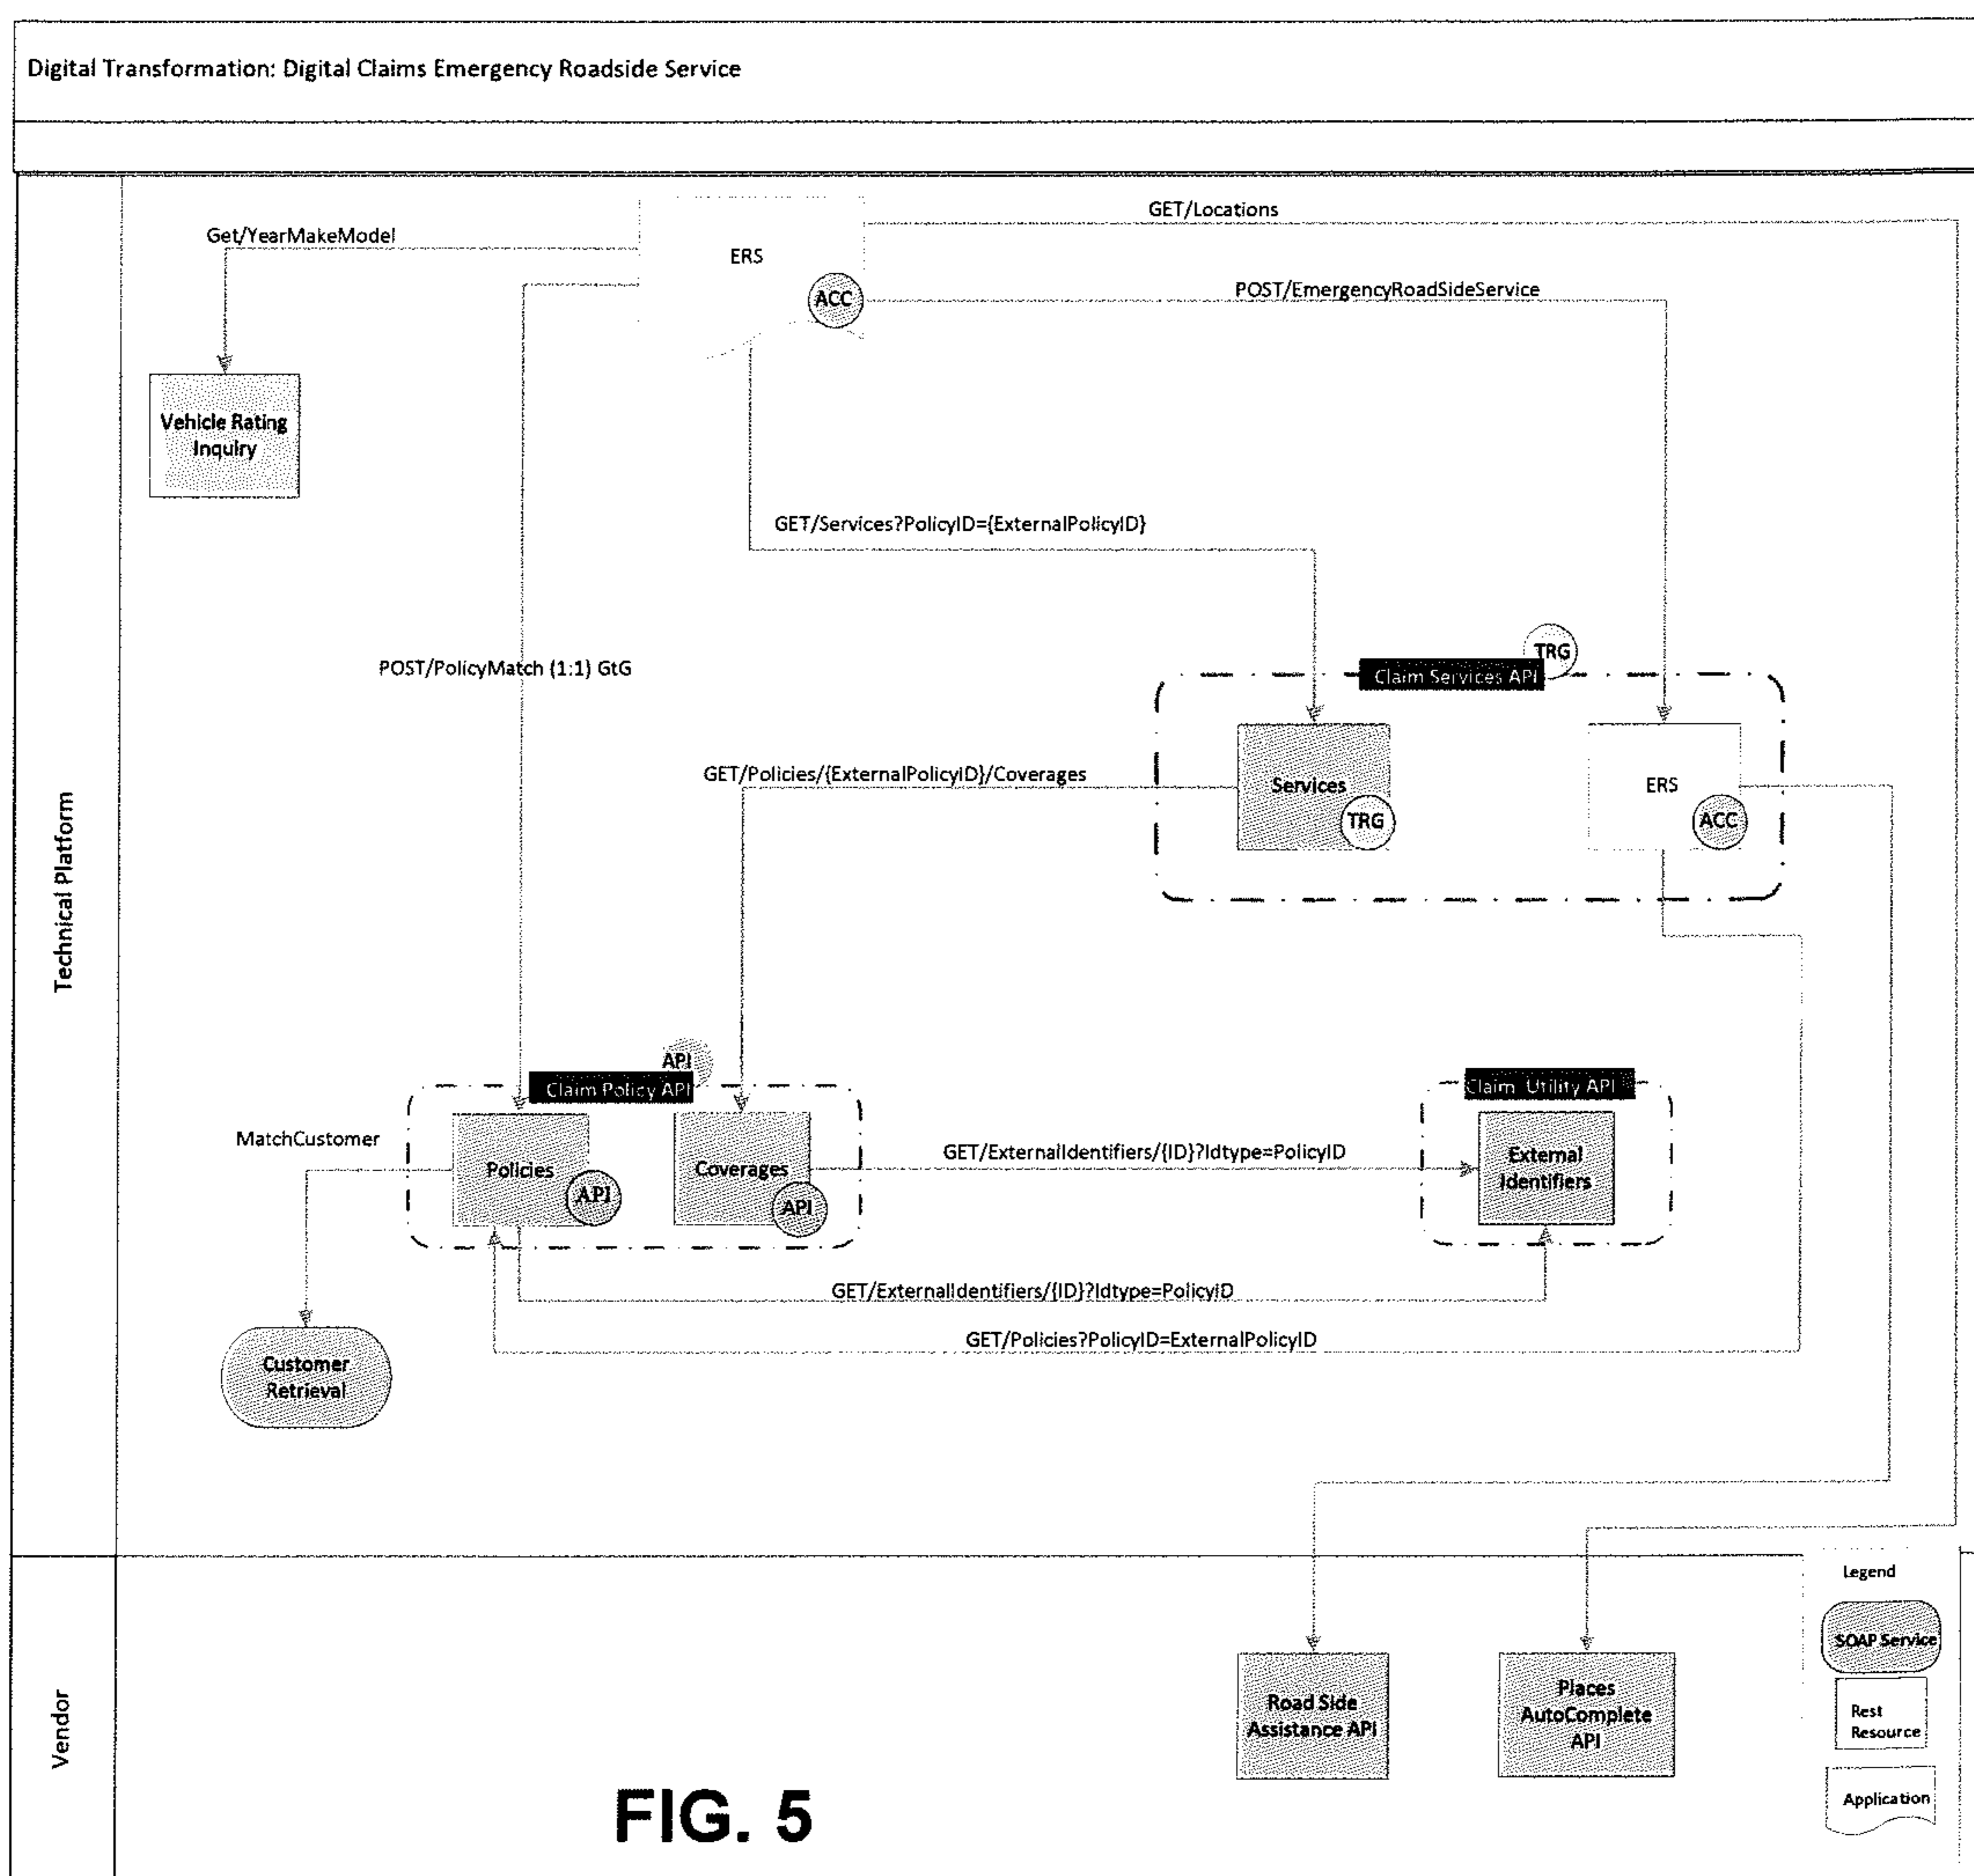 Digital Transformation: Digital Claims Emergency Roadside Service
GET/Locations
Get/YearMakeModel
ERS
ACC
POST/EmergencyRoadSideService
Vehicle Rating
Inquiry
GET/Services?PolicyID={ExternalPolicyID}
POST/PolicyMatch (1:1) GtG
TRG
Claim Services API
GET/Policies/{ExternalPolicyID}/Coverages
Services
TRG
ERS
ACC
Technical Platform
API
Claim Policy API
Claim Utility API
MatchCustomer
Policies
API
Coverages
API
GET/ExternalIdentifiers/{ID}?Idtype=PolicyID
External
Identifiers
GET/ExternalIdentifiers/{ID}?Idtype=PolicyID
GET/Policies?PolicyID=ExternalPolicyID
Customer
Retrieval
Vendor
Road Side
Assistance API
Places
AutoComplete
API
Legend
SOAP Service
Rest
Resource
Application
FIG. 5